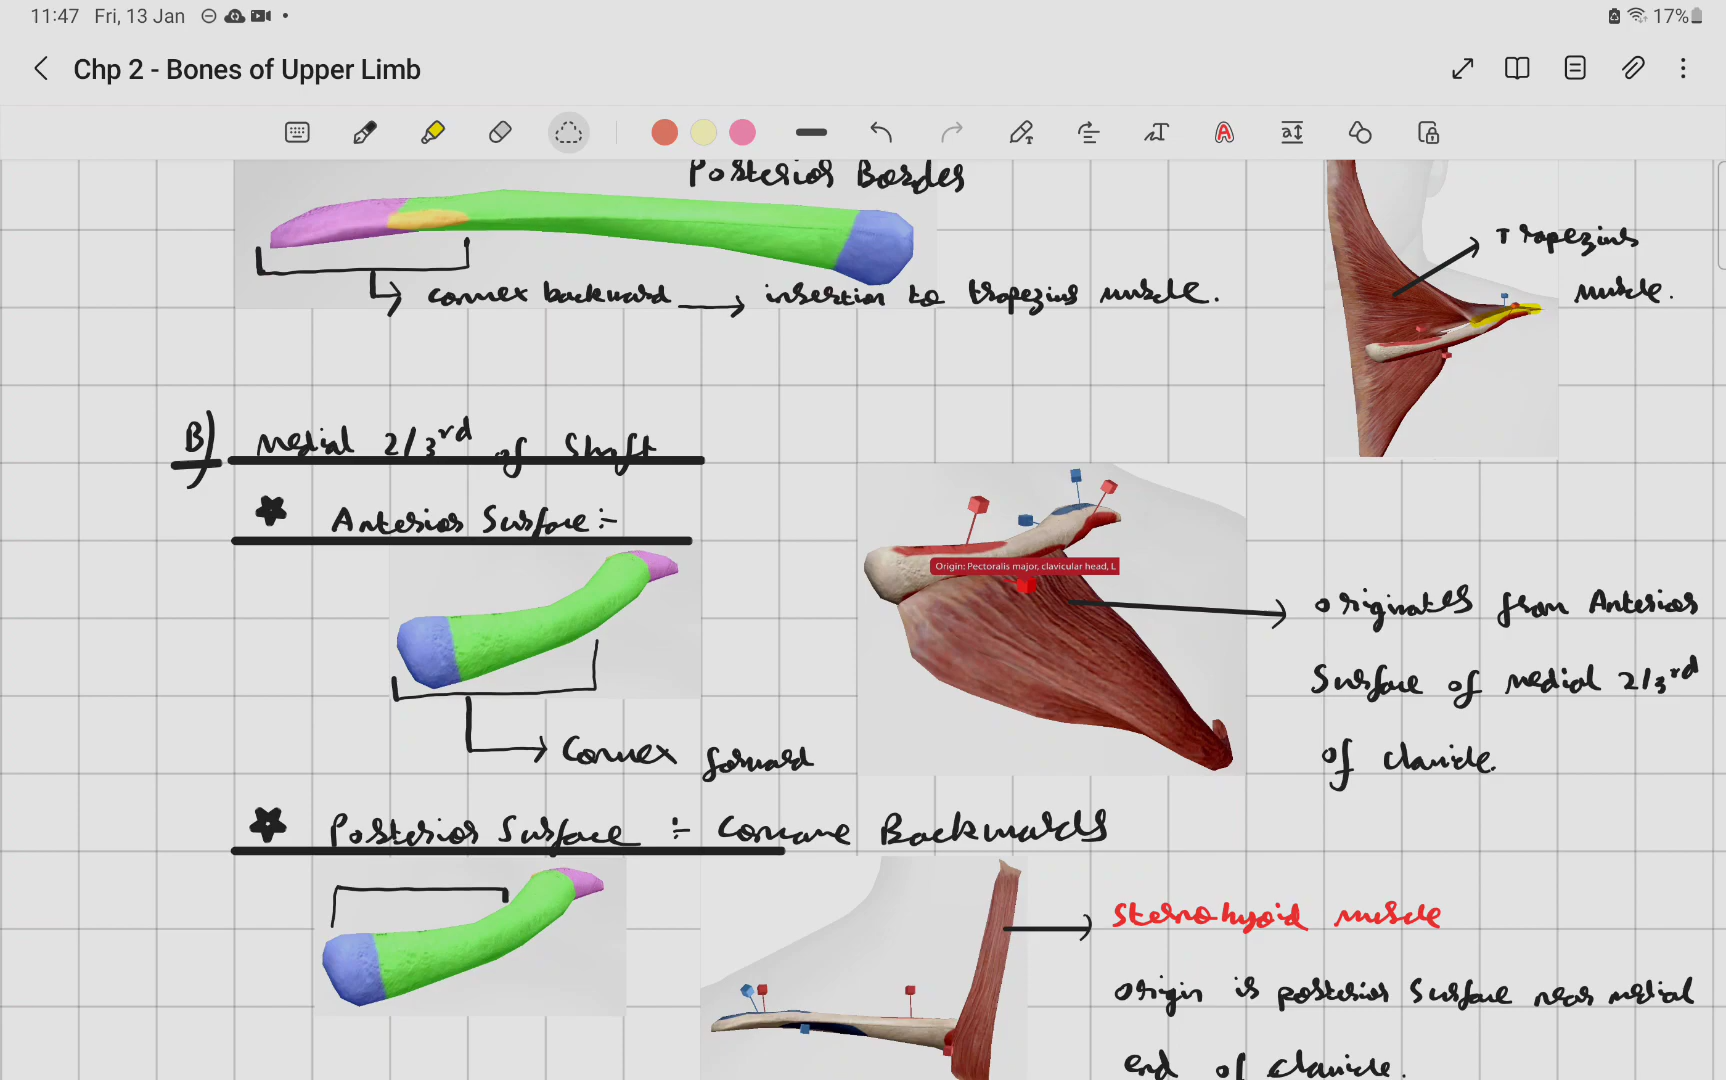 11:47 Fri, 13 Jan
17%
Chp 2 - Bones of Upper Limb
Posterior Border
convex backward → insertion to trapezius muscle.
Trapezius
muscle.
B) Medial 2/3rd of Shaft
Anterior Surface :-
Origin: Pectoralis major, clavicular head, L
originates from Anterior
Surface of medial 2/3rd
of clavicle.
Convex forward
Posterior Surface :- Concave Backwards
Sternohyoid muscle
origin is posterior surface near medial
end of clavicle.